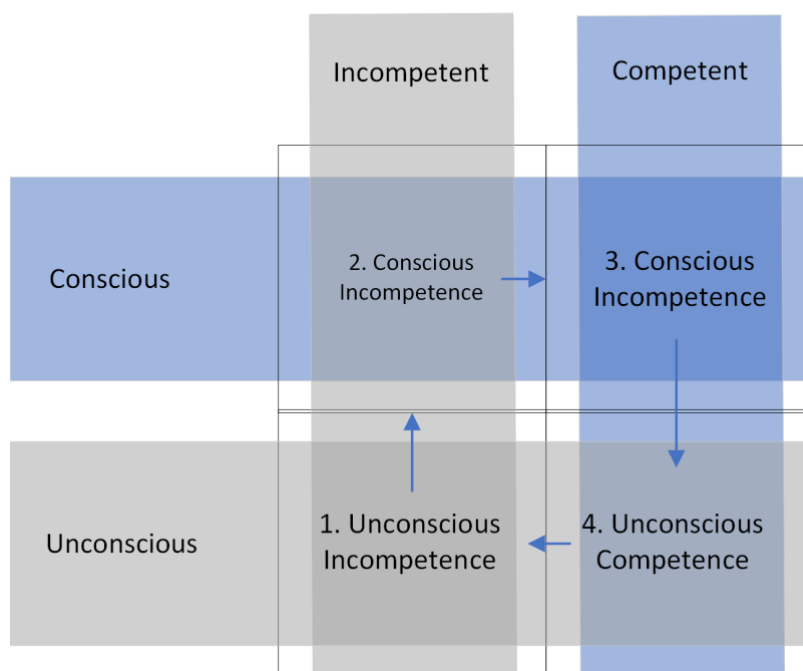 Incompetent
Competent
Conscious
2. Conscious
Incompetence
3. Conscious
Incompetence
Unconscious
1. Unconscious
Incompetence
4. Unconscious
Competence